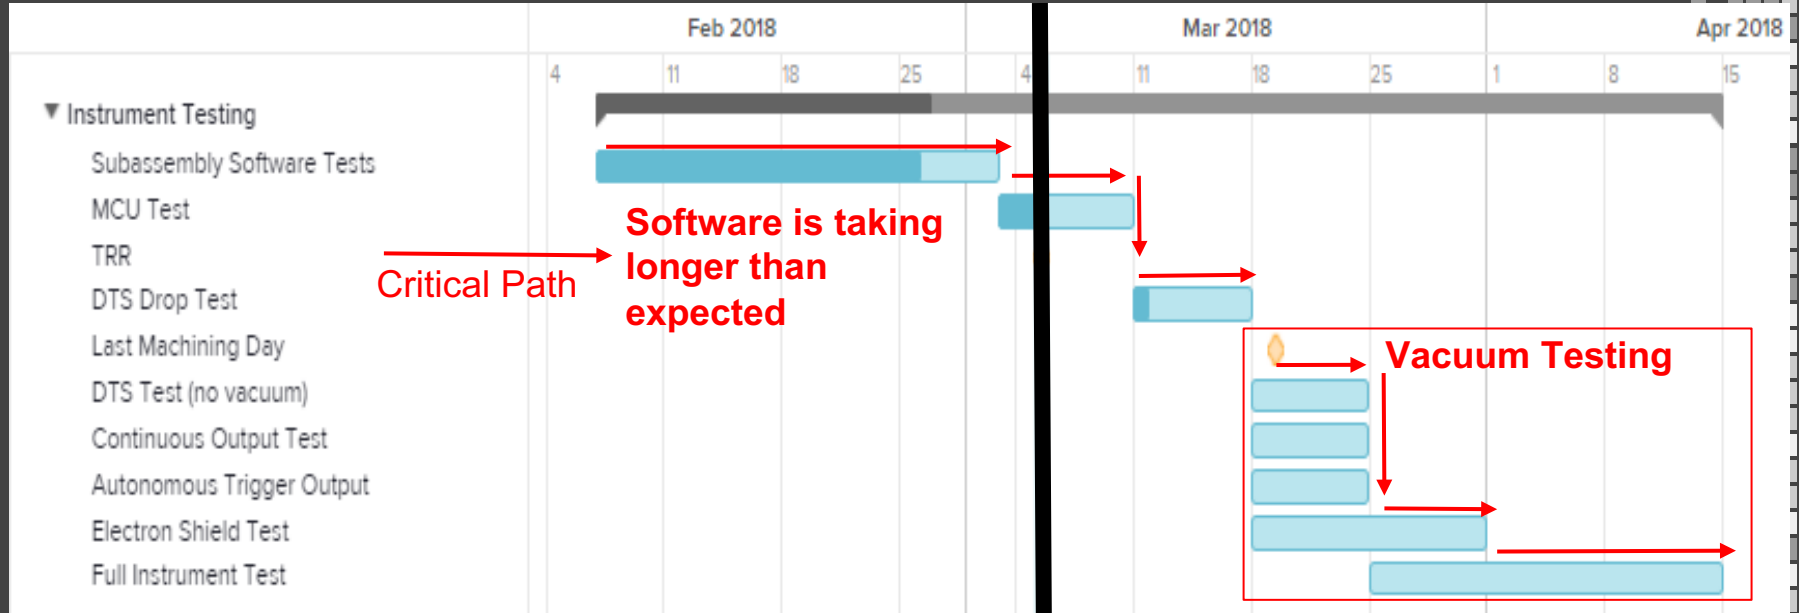 Feb 2018 Mar 2018 Apr 2018
4 11 18 25 4 11 18 25 1 8 15
Instrument Testing
Subassembly Software Tests
MCU Test
TRR
DTS Drop Test
Last Machining Day
DTS Test (no vacuum)
Continuous Output Test
Autonomous Trigger Output
Electron Shield Test
Full Instrument Test
Critical Path
Software is taking
longer than
expected
Vacuum Testing